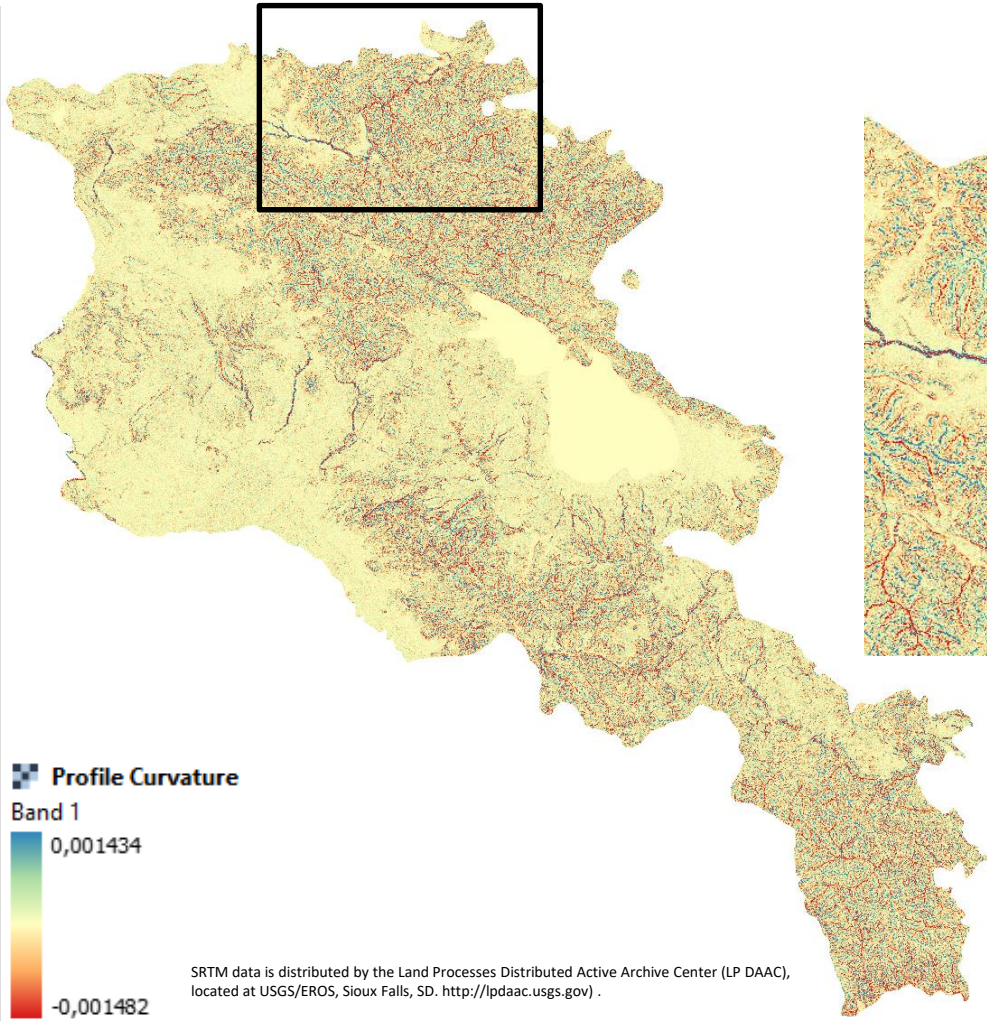 Profile Curvature
Band 1
0,001434
-0,001482
SRTM data is distributed by the Land Processes Distributed Active Archive Center (LP DAAC),
located at USGS/EROS, Sioux Falls, SD. http://lpdaac.usgs.gov) .